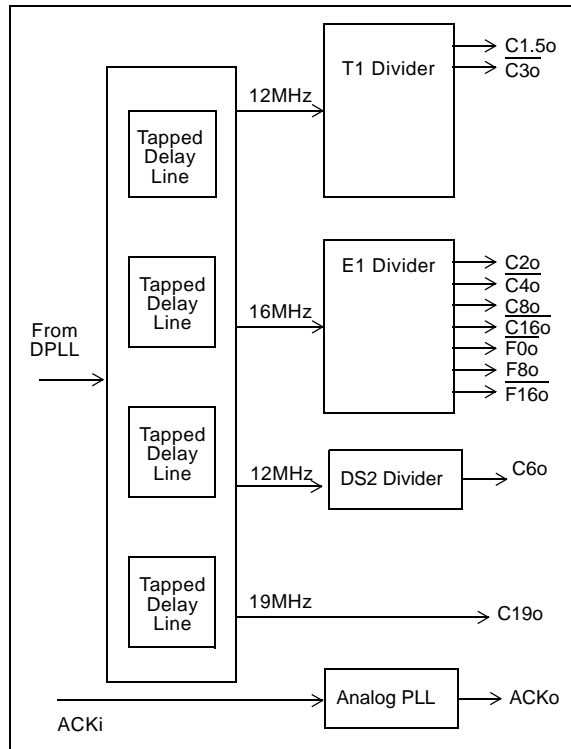 T1 Divider
C1.5o
C3o
12MHz
Tapped
Delay
Line
E1 Divider
C2o
C4o
C8o
C16o
F0o
F8o
F16o
Tapped
Delay
Line
16MHz
From
DPLL
Tapped
Delay
Line
12MHz
DS2 Divider
C6o
Tapped
Delay
Line
19MHz
C19o
Analog PLL
ACKo
ACKi